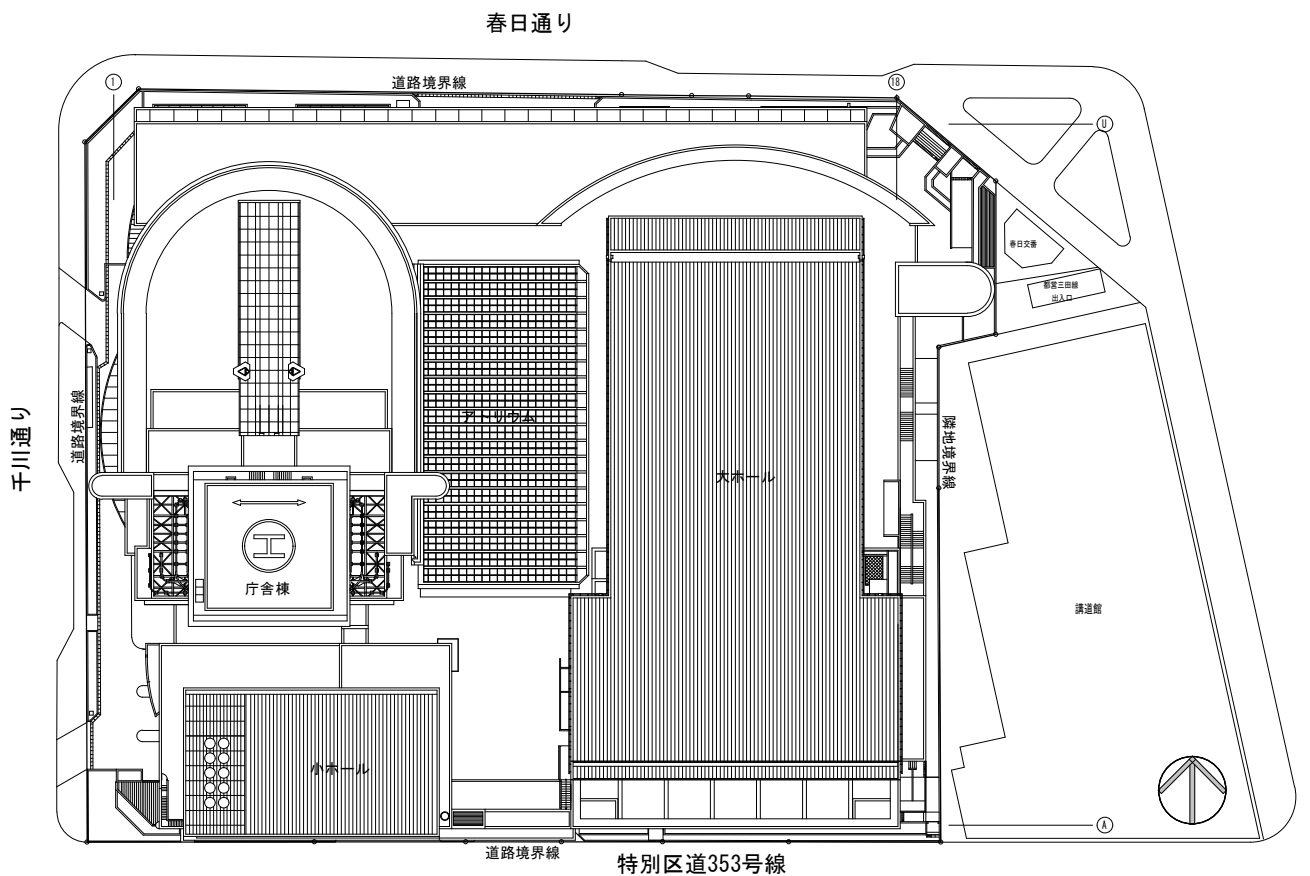 春日通り
道路境界線
1
18
U
春日交番
都営三田線
出入口
千川通り
道路境界線
アトリウム
大ホール
隣地境界線
庁舎棟
講道館
小ホール
A
道路境界線
特別区道353号線